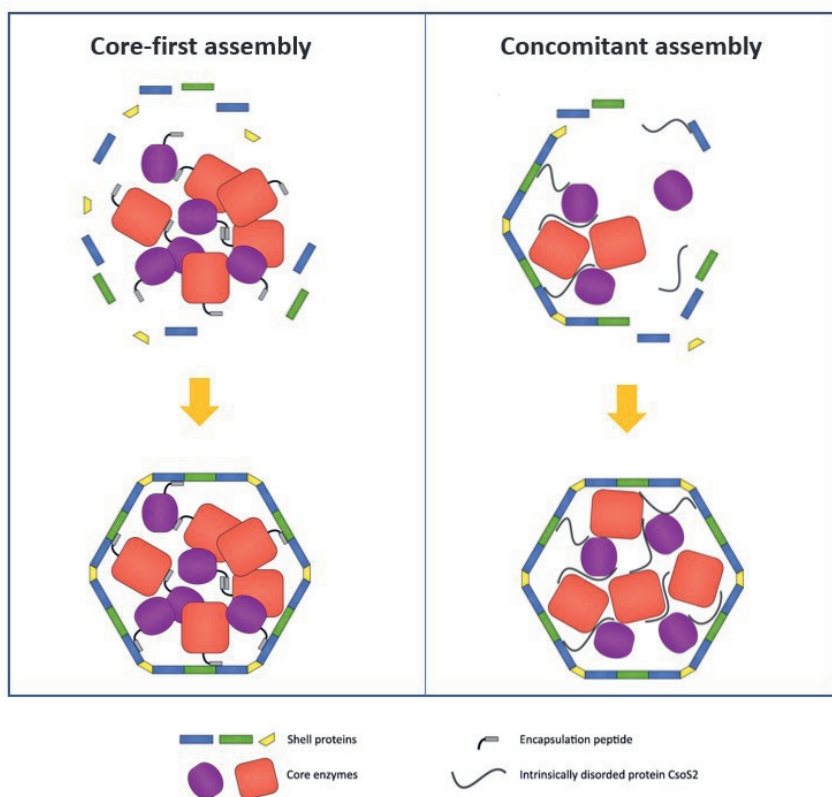 Core-first assembly
Concomitant assembly
Shell proteins
Encapsulation peptide
Core enzymes
Intrinsically disordered protein CsoS2